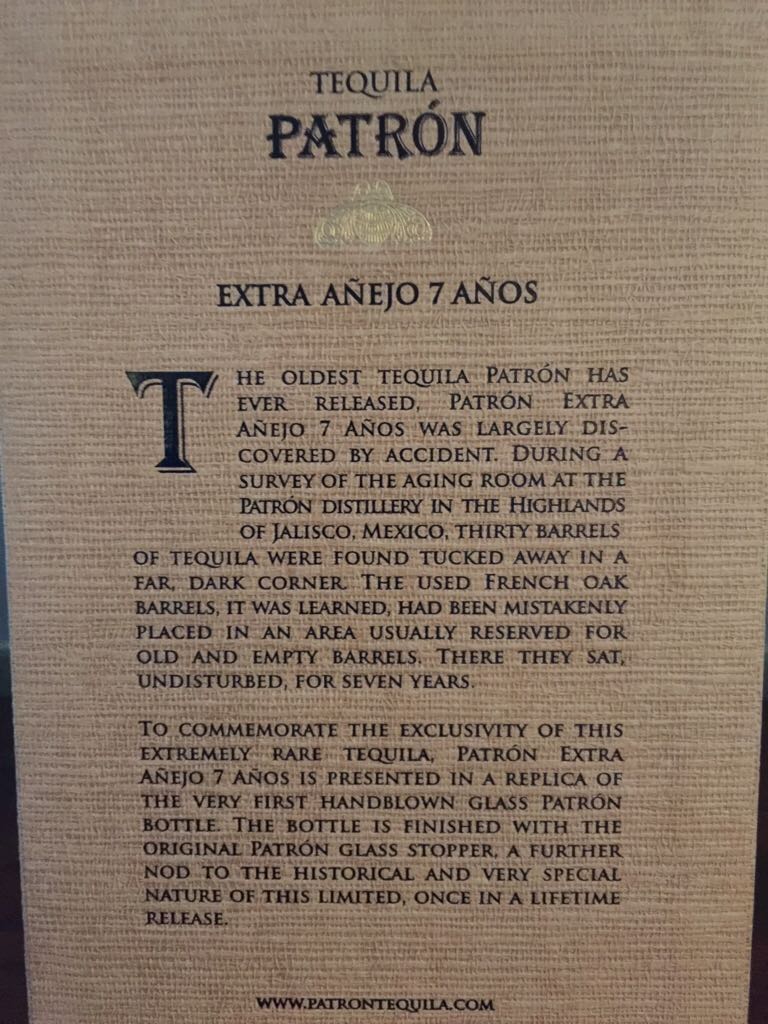 TEQUILA
PATRÓN
EXTRA AÑEJO 7 AÑOS
THE OLDEST TEQUILA PATRÓN HAS
EVER RELEASED, PATRÓN EXTRA
AÑEJO 7 AÑOS WAS LARGELY DIS-
COVERED BY ACCIDENT. DURING A
SURVEY OF THE AGING ROOM AT THE
PATRÓN DISTILLERY IN THE HIGHLANDS
OF JALISCO, MEXICO, THIRTY BARRELS
OF TEQUILA WERE FOUND TUCKED AWAY IN A
FAR, DARK CORNER. THE USED FRENCH OAK
BARRELS, IT WAS LEARNED, HAD BEEN MISTAKENLY
PLACED IN AN AREA USUALLY RESERVED FOR
OLD AND EMPTY BARRELS. THERE THEY SAT,
UNDISTURBED, FOR SEVEN YEARS.
TO COMMEMORATE THE EXCLUSIVITY OF THIS
EXTREMELY RARE TEQUILA, PATRÓN EXTRA
AÑEJO 7 AÑOS IS PRESENTED IN A REPLICA OF
THE VERY FIRST HANDBLOWN GLASS PATRÓN
BOTTLE. THE BOTTLE IS FINISHED WITH THE
ORIGINAL PATRÓN GLASS STOPPER, A FURTHER
NOD TO THE HISTORICAL AND VERY SPECIAL
NATURE OF THIS LIMITED, ONCE IN A LIFETIME
RELEASE.
WWW.PATRONTEQUILA.COM